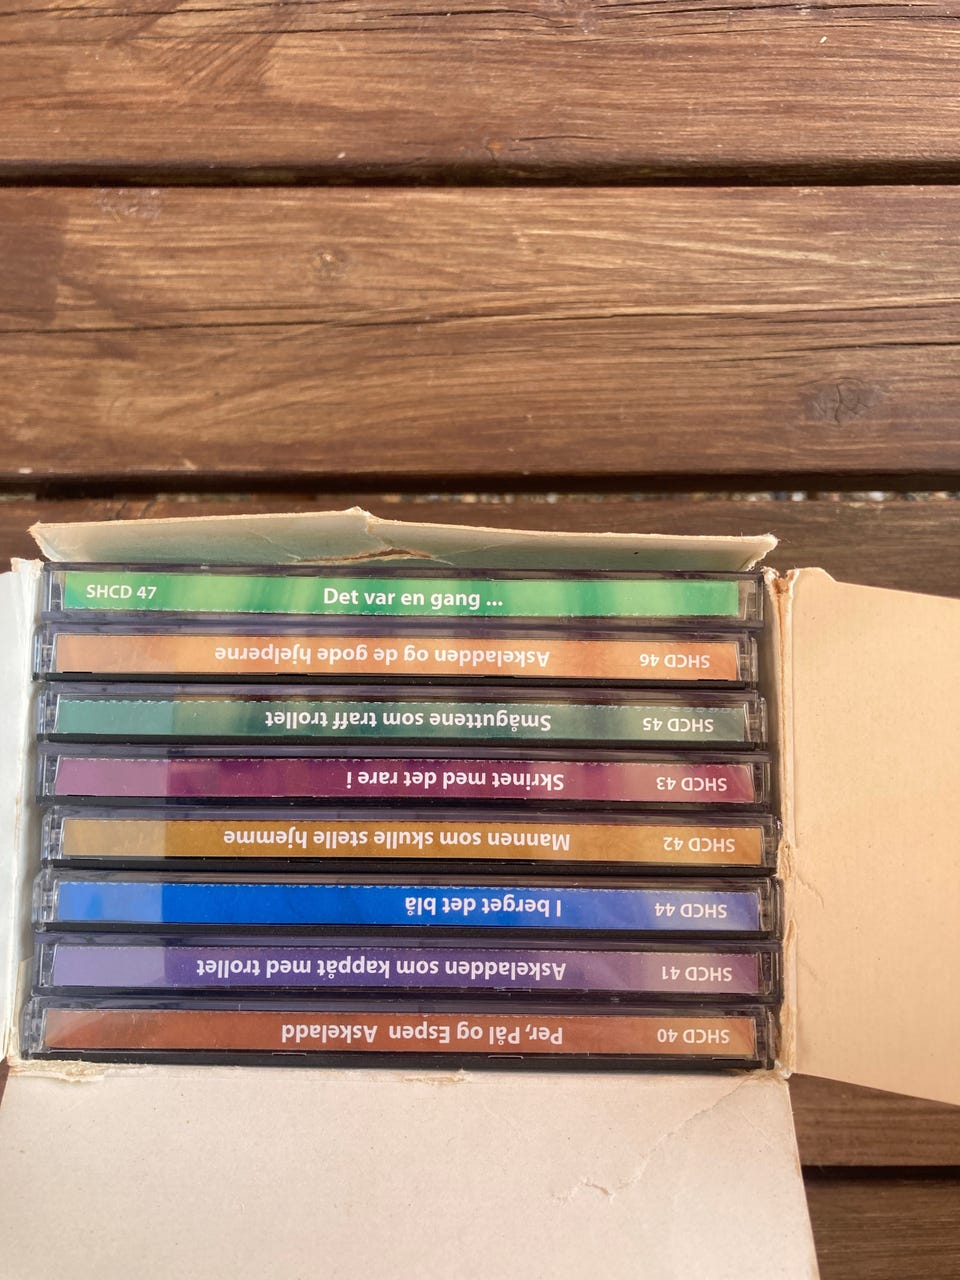 SHCD 47 Det var en gang ...
SHCD 46 Askeladden og de gode hjelperne
SHCD 45 Småguttene som traff trollet
SHCD 43 Skrinet med det rare i
SHCD 42 Mannen som skulle stelle hjemme
SHCD 44 I berget det blå
SHCD 41 Askeladden som kappåt med trollet
SHCD 40 Per, Pål og Espen Askeladd